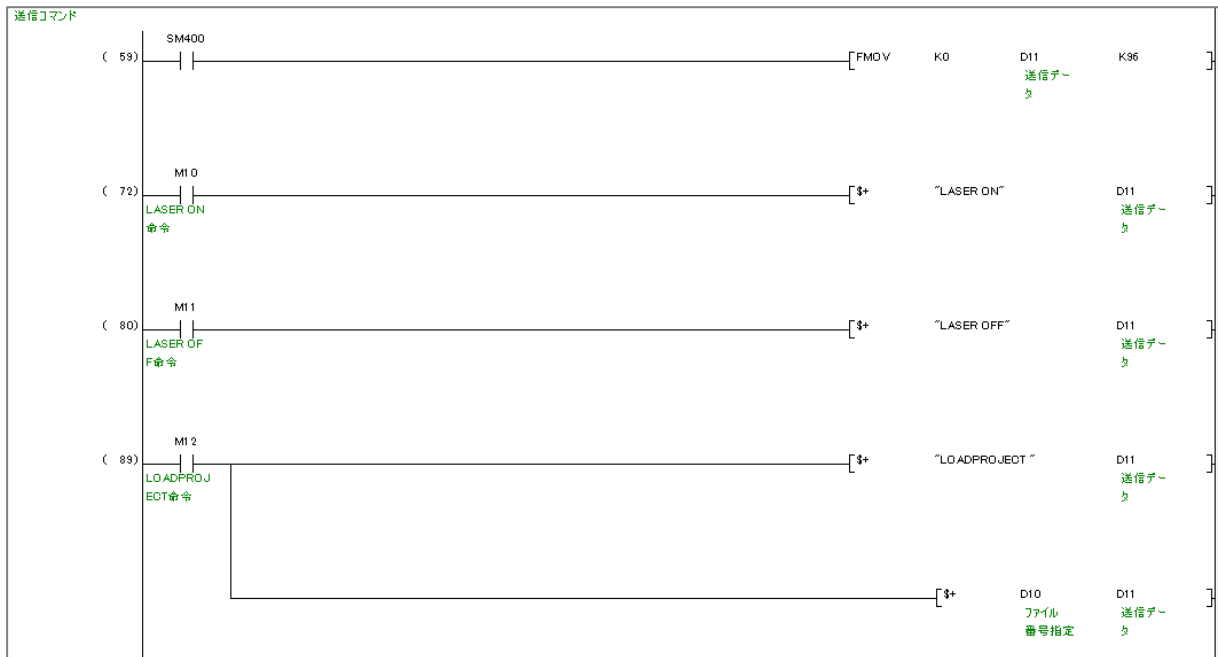 送信コマンド
SM400
( 59) [FMOV K0 D11 K96 ]
送信デー
タ
M10
( 72) [$+ "LASER ON" D11 ]
LASER ON 送信デー
命令 タ
M11
( 80) [$+ "LASER OFF" D11 ]
LASER OF 送信デー
F命令 タ
M12
( 89) [$+ "LOADPROJECT " D11 ]
LOADPROJ 送信デー
ECT命令 タ
[$+ D10 D11 ]
ファイル 送信デー
番号指定 タ